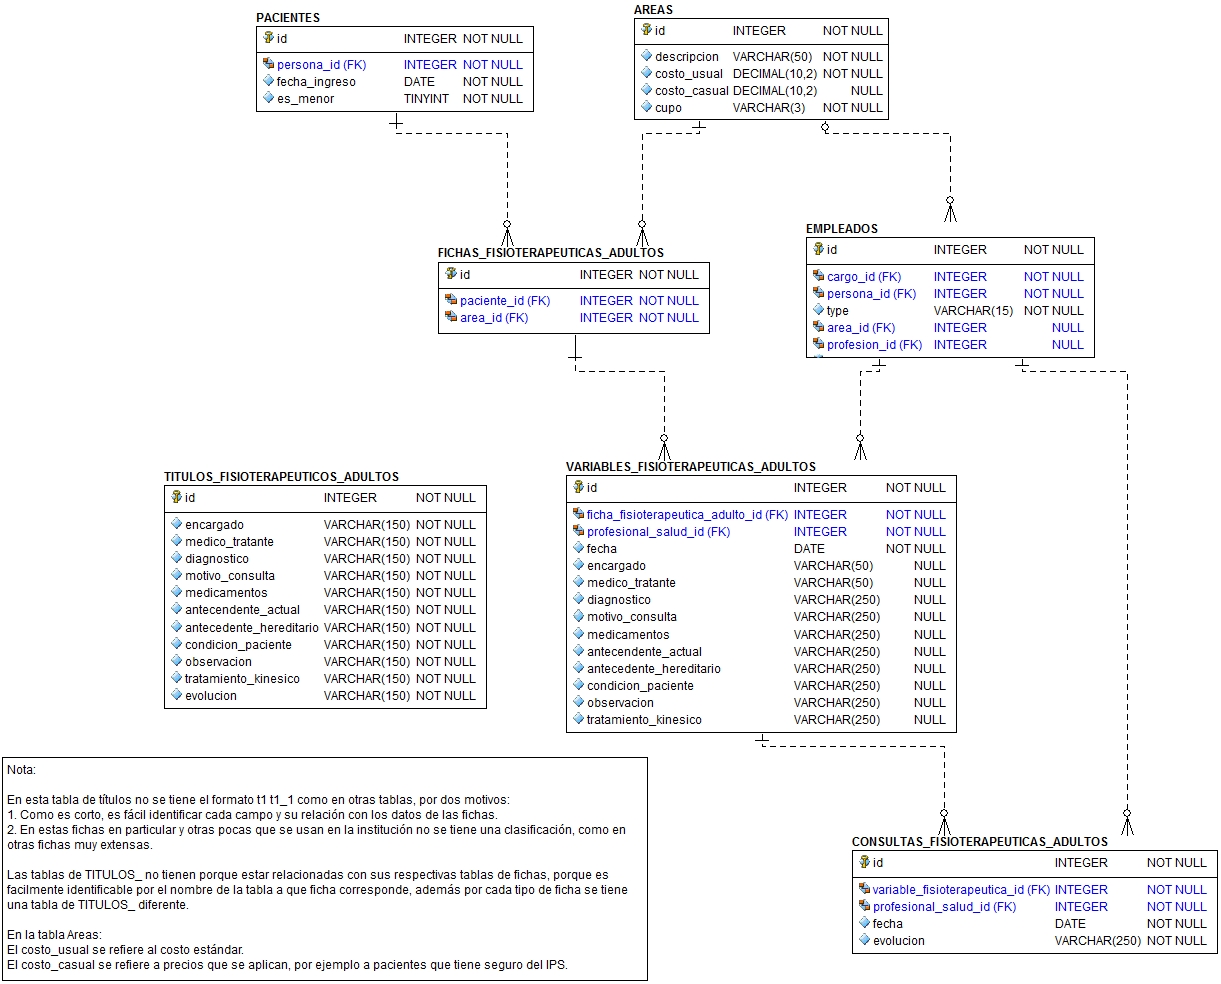 PACIENTES
id INTEGER NOT NULL
persona_id (FK) INTEGER NOT NULL
fecha_ingreso DATE NOT NULL
es_menor TINYINT NOT NULL
AREAS
id INTEGER NOT NULL
descripcion VARCHAR(50) NOT NULL
costo_usual DECIMAL(10,2) NOT NULL
costo_casual DECIMAL(10,2) NULL
cupo VARCHAR(3) NOT NULL
FICHAS_FISIOTERAPEUTICAS_ADULTOS
id INTEGER NOT NULL
paciente_id (FK) INTEGER NOT NULL
area_id (FK) INTEGER NOT NULL
EMPLEADOS
id INTEGER NOT NULL
cargo_id (FK) INTEGER NOT NULL
persona_id (FK) INTEGER NOT NULL
type VARCHAR(15) NOT NULL
area_id (FK) INTEGER NULL
profesion_id (FK) INTEGER NULL
TITULOS_FISIOTERAPEUTICOS_ADULTOS
id INTEGER NOT NULL
encargado VARCHAR(150) NOT NULL
medico_tratante VARCHAR(150) NOT NULL
diagnostico VARCHAR(150) NOT NULL
motivo_consulta VARCHAR(150) NOT NULL
medicamentos VARCHAR(150) NOT NULL
antecendente_actual VARCHAR(150) NOT NULL
antecedente_hereditario VARCHAR(150) NOT NULL
condicion_paciente VARCHAR(150) NOT NULL
observacion VARCHAR(150) NOT NULL
tratamiento_kinesico VARCHAR(150) NOT NULL
evolucion VARCHAR(150) NOT NULL
VARIABLES_FISIOTERAPEUTICAS_ADULTOS
id INTEGER NOT NULL
ficha_fisioterapeutica_adulto_id (FK) INTEGER NOT NULL
profesional_salud_id (FK) INTEGER NOT NULL
fecha DATE NOT NULL
encargado VARCHAR(50) NULL
medico_tratante VARCHAR(50) NULL
diagnostico VARCHAR(250) NULL
motivo_consulta VARCHAR(250) NULL
medicamentos VARCHAR(250) NULL
antecendente_actual VARCHAR(250) NULL
antecedente_hereditario VARCHAR(250) NULL
condicion_paciente VARCHAR(250) NULL
observacion VARCHAR(250) NULL
tratamiento_kinesico VARCHAR(250) NULL
Nota:
En esta tabla de títulos no se tiene el formato t1 t1_1 como en otras tablas, por dos motivos:
1. Como es corto, es fácil identificar cada campo y su relación con los datos de las fichas.
2. En estas fichas en particular y otras pocas que se usan en la institución no se tiene una clasificación, como en
otras fichas muy extensas.
Las tablas de TITULOS_ no tienen porque estar relacionadas con sus respectivas tablas de fichas, porque es
facilmente identificable por el nombre de la tabla a que ficha corresponde, además por cada tipo de ficha se tiene
una tabla de TITULOS_ diferente.
En la tabla Areas:
El costo_usual se refiere al costo estándar.
El costo_casual se refiere a precios que se aplican, por ejemplo a pacientes que tiene seguro del IPS.
CONSULTAS_FISIOTERAPEUTICAS_ADULTOS
id INTEGER NOT NULL
variable_fisioterapeutica_id (FK) INTEGER NOT NULL
profesional_salud_id (FK) INTEGER NOT NULL
fecha DATE NOT NULL
evolucion VARCHAR(250) NOT NULL